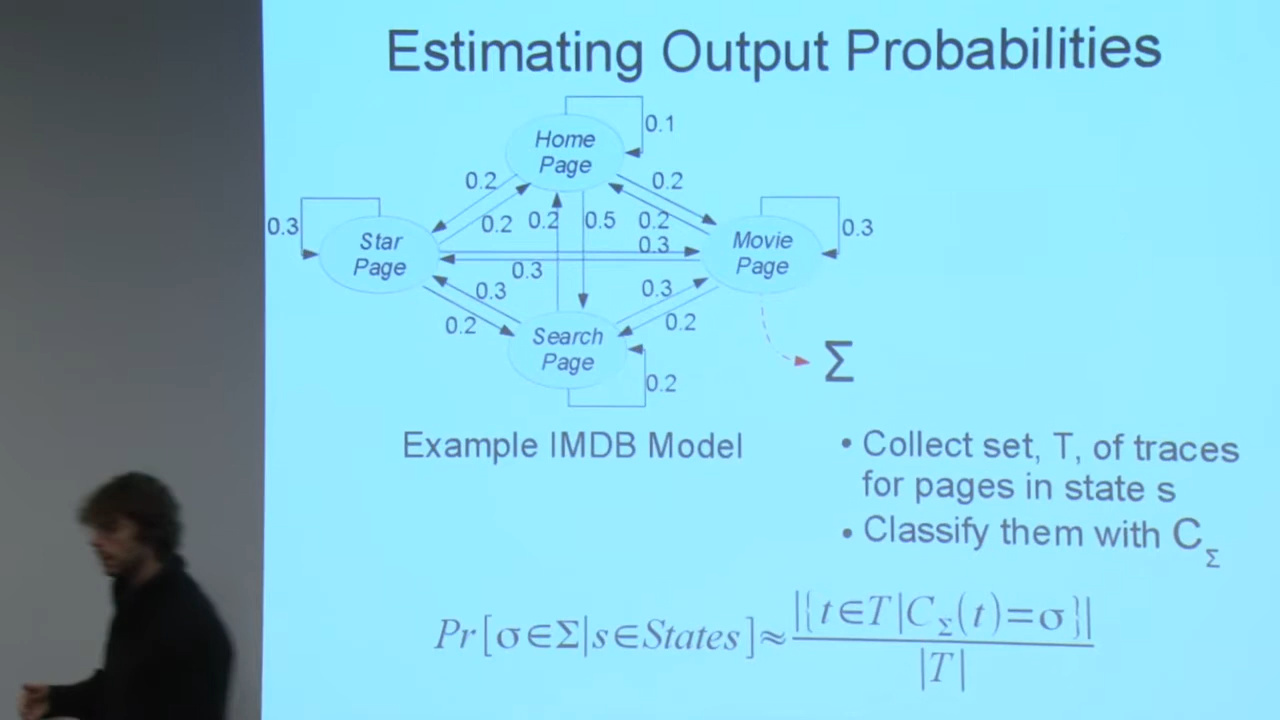 Estimating Output Probabilities
0.1
Home
Page
0.2
0.2
0.3
0.2
0.2
0.5
0.2
0.3
Star
Page
0.3
Movie
Page
0.3
0.3
0.3
0.2
Search
Page
0.2
Σ
0.2
Example IMDB Model
• Collect set, T, of traces
for pages in state s
• Classify them with C_Σ
Pr[σ∈Σ|s∈States]≈|{t∈T|C_Σ(t)=σ}|
|T|